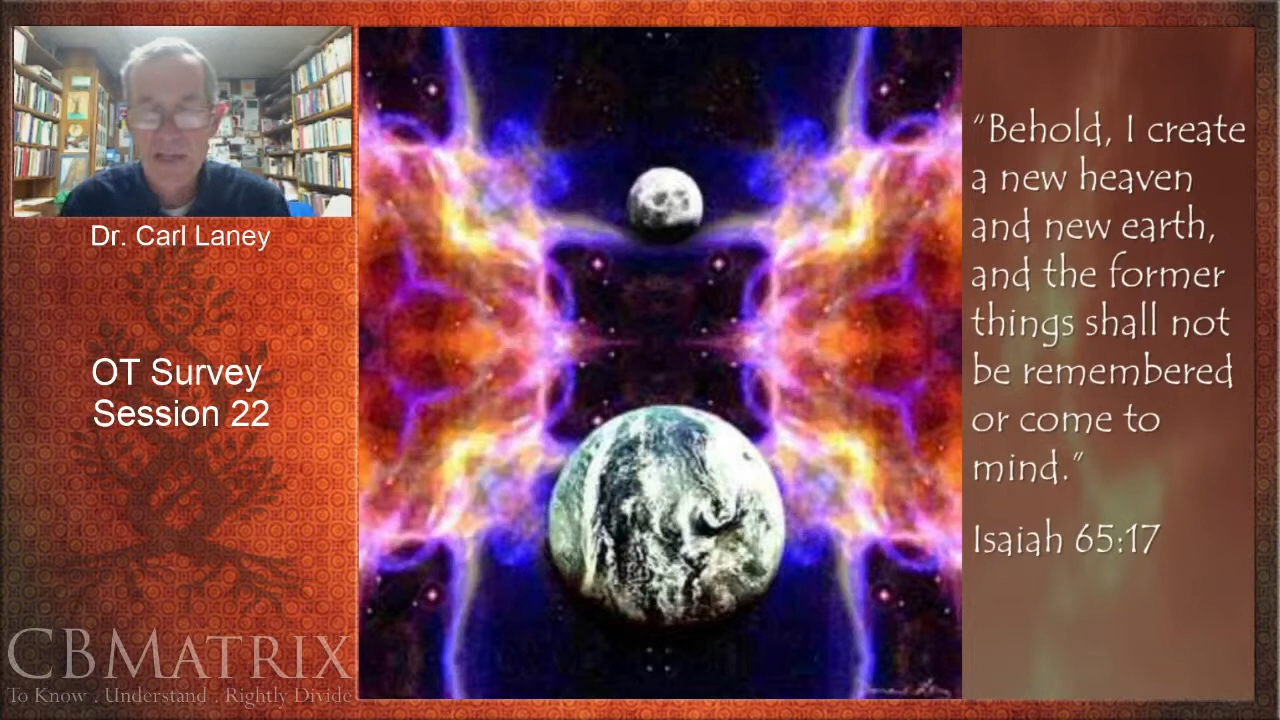 Dr. Carl Laney
OT Survey
Session 22
CBMATRIX
To Know . Understand . Rightly Divide
“Behold, I create
a new heaven
and new earth,
and the former
things shall not
be remembered
or come to
mind.”
Isaiah 65:17